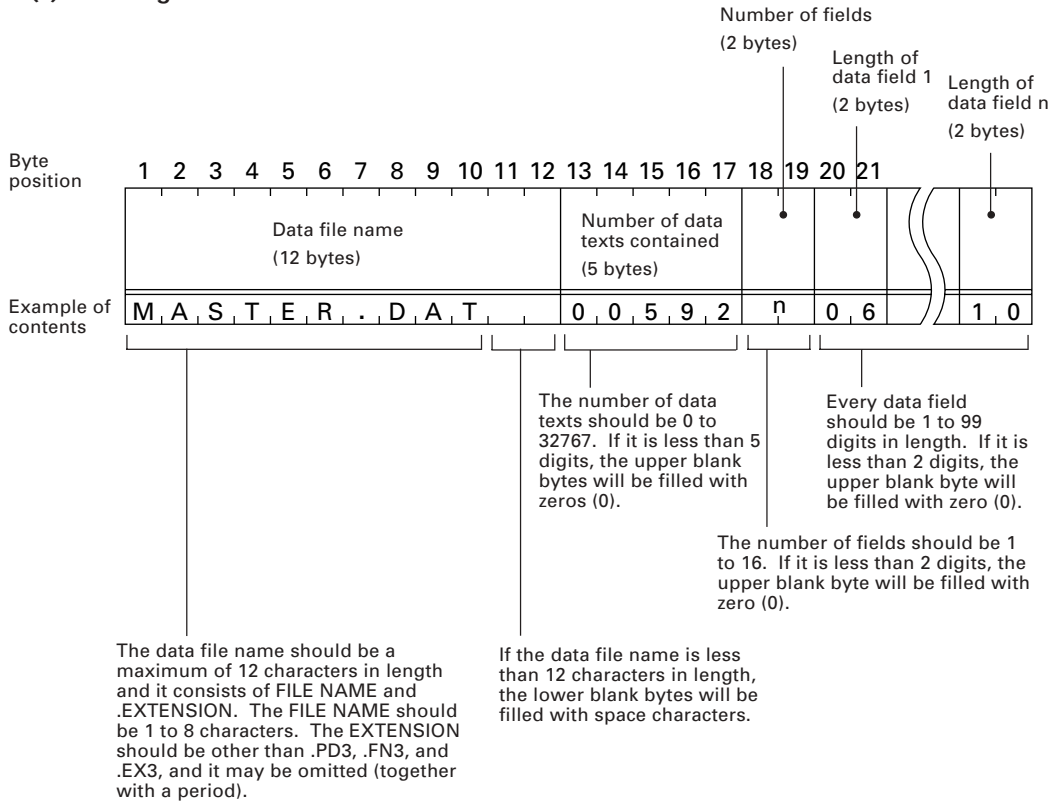 Number of fields
(2 bytes)
Length of
data field 1
(2 bytes)
Length of
data field n
(2 bytes)
Byte
position
1 2 3 4 5 6 7 8 9 10 11 12 13 14 15 16 17 18 19 20 21
Data file name
(12 bytes)
Number of data
texts contained
(5 bytes)
Example of
contents
M A S T E R . D A T 0 0 5 9 2 n 0 6 1 0
The number of data
texts should be 0 to
32767. If it is less than 5
digits, the upper blank
bytes will be filled with
zeros (0).
Every data field
should be 1 to 99
digits in length. If it is
less than 2 digits, the
upper blank byte will
be filled with zero (0).
The number of fields should be 1
to 16. If it is less than 2 digits, the
upper blank byte will be filled with
zero (0).
The data file name should be a
maximum of 12 characters in length
and it consists of FILE NAME and
.EXTENSION. The FILE NAME should
be 1 to 8 characters. The EXTENSION
should be other than .PD3, .FN3, and
.EX3, and it may be omitted (together
with a period).
If the data file name is less
than 12 characters in length,
the lower blank bytes will be
filled with space characters.